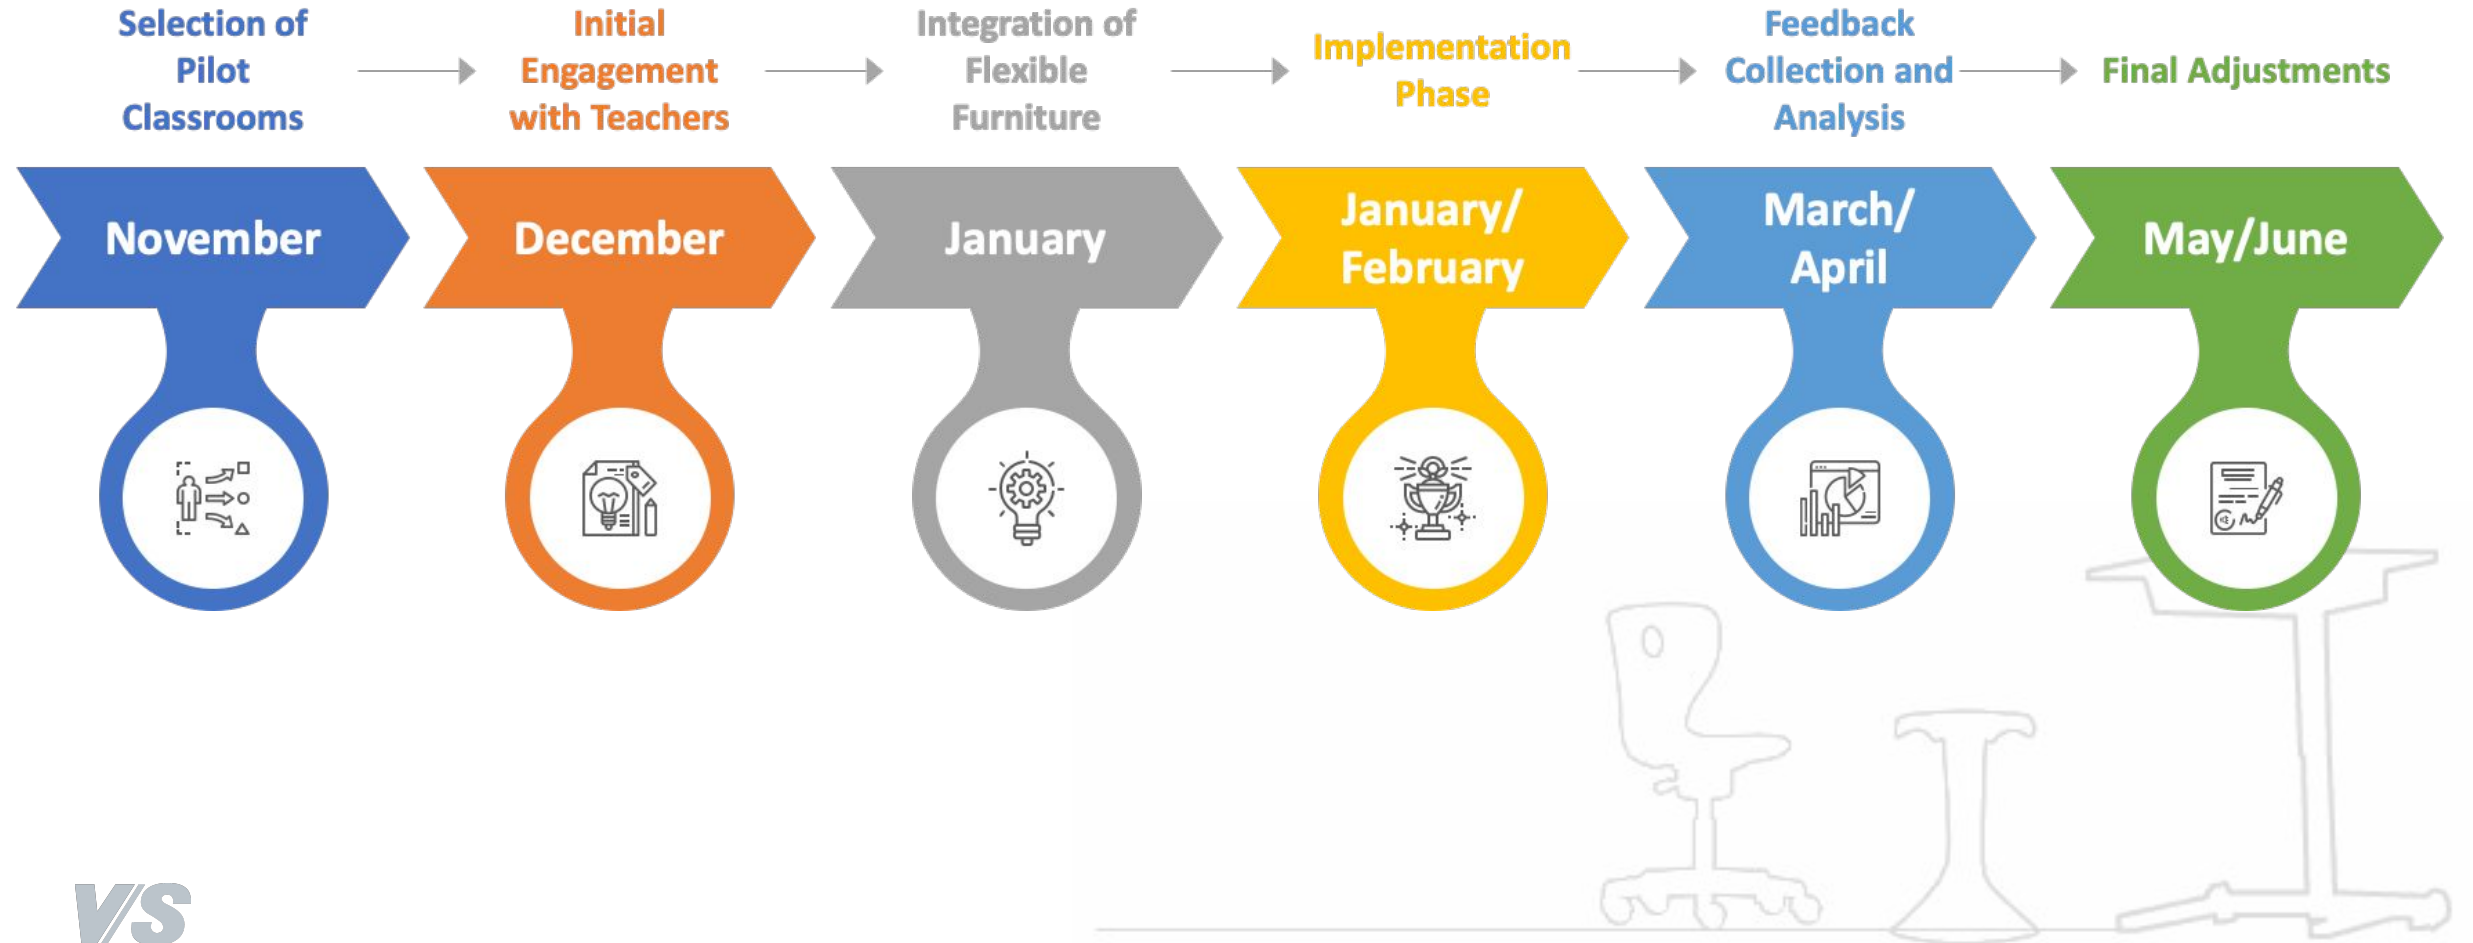 Selection of
Pilot
Classrooms
Initial
Engagement
with Teachers
Integration of
Flexible
Furniture
Implementation
Phase
Feedback
Collection and
Analysis
Final Adjustments
November
December
January
January/
February
March/
April
May/June
VS